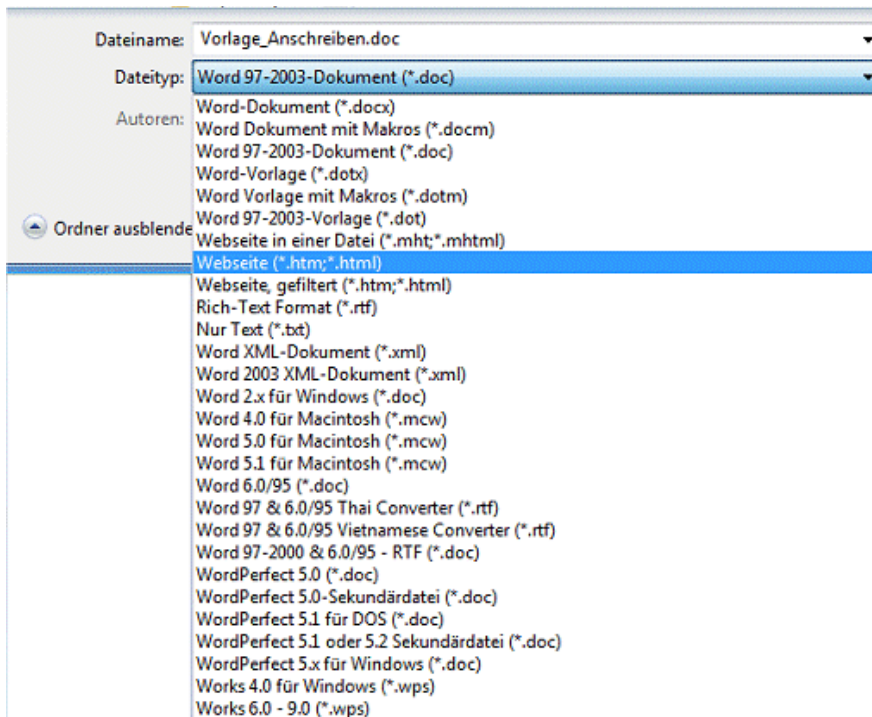 Dateiname: Vorlage_Anschreiben.doc
Dateityp: Word 97-2003-Dokument (*.doc)
Autoren:
Word-Dokument (*.docx)
Word Dokument mit Makros (*.docm)
Word 97-2003-Dokument (*.doc)
Word-Vorlage (*.dotx)
Word Vorlage mit Makros (*.dotm)
Word 97-2003-Vorlage (*.dot)
Ordner ausblende
Webseite in einer Datei (*.mht;*.mhtml)
Webseite (*.htm;*.html)
Webseite, gefiltert (*.htm;*.html)
Rich-Text Format (*.rtf)
Nur Text (*.txt)
Word XML-Dokument (*.xml)
Word 2003 XML-Dokument (*.xml)
Word 2.x für Windows (*.doc)
Word 4.0 für Macintosh (*.mcw)
Word 5.0 für Macintosh (*.mcw)
Word 5.1 für Macintosh (*.mcw)
Word 6.0/95 (*.doc)
Word 97 & 6.0/95 Thai Converter (*.rtf)
Word 97 & 6.0/95 Vietnamese Converter (*.rtf)
Word 97-2000 & 6.0/95 - RTF (*.doc)
WordPerfect 5.0 (*.doc)
WordPerfect 5.0-Sekundärdatei (*.doc)
WordPerfect 5.1 für DOS (*.doc)
WordPerfect 5.1 oder 5.2 Sekundärdatei (*.doc)
WordPerfect 5.x für Windows (*.doc)
Works 4.0 für Windows (*.wps)
Works 6.0 - 9.0 (*.wps)